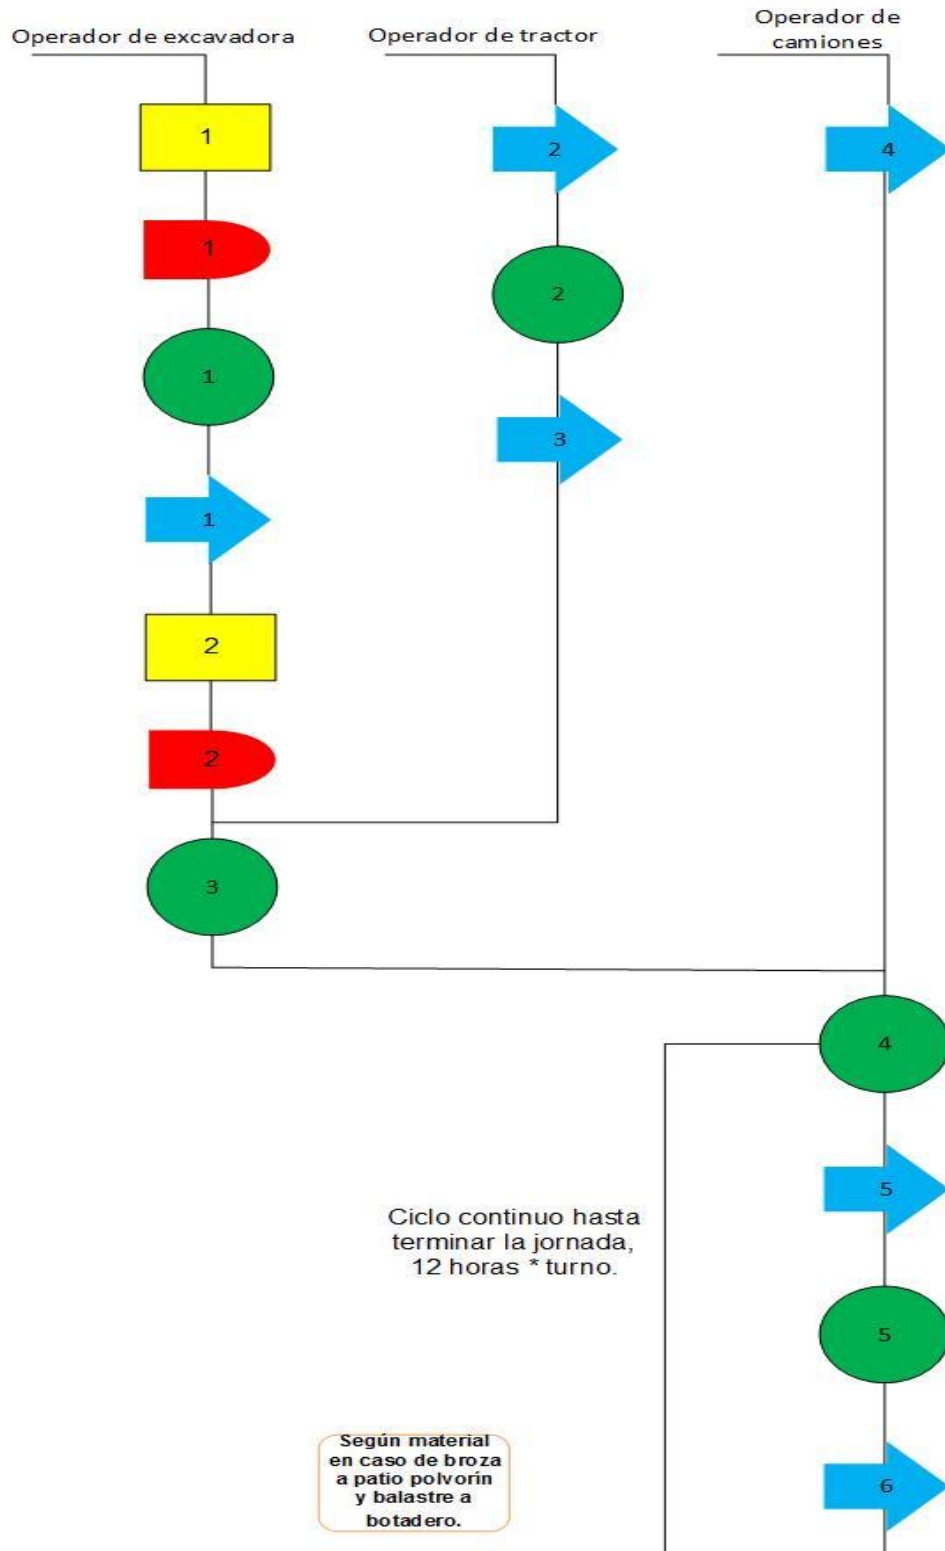 Operador de excavadora
Operador de tractor
Operador de
camiones
1
2
4
1
2
1
3
1
2
2
3
4
5
Ciclo continuo hasta
terminar la jornada,
12 horas * turno.
5
Según material
en caso de broza
a patio polvorín
y balastre a
botadero.
6